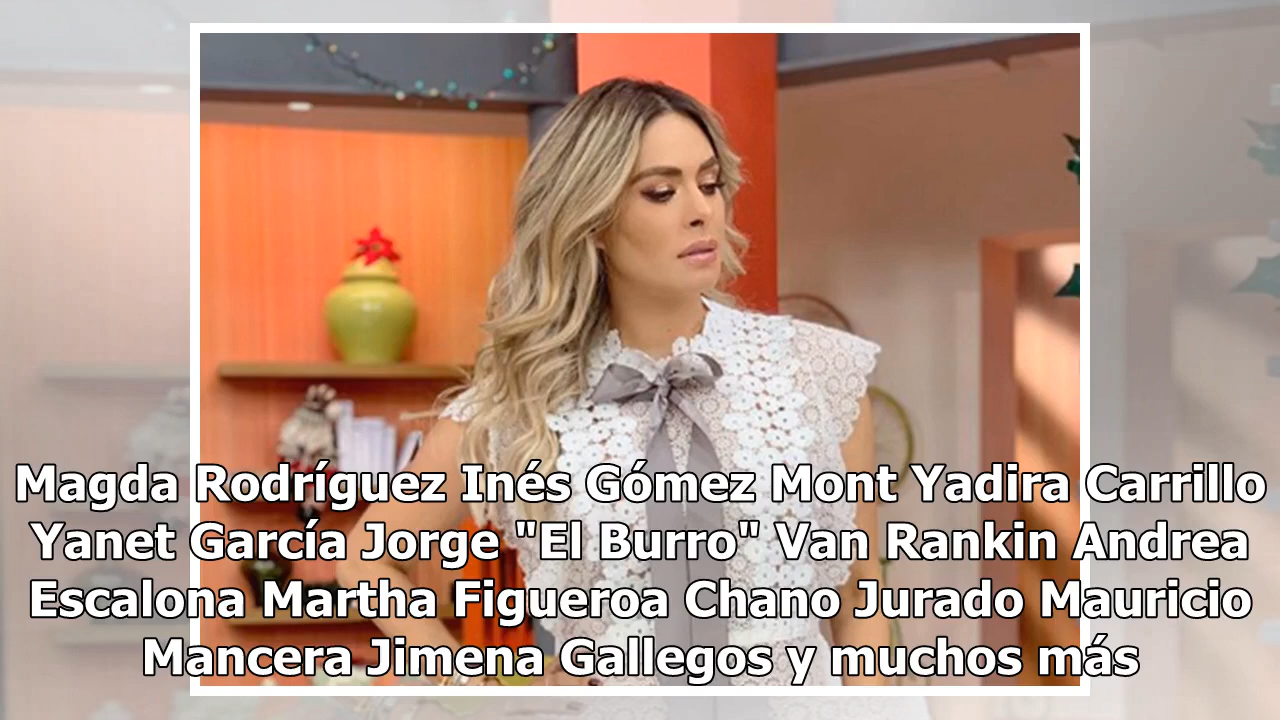 Magda Rodríguez Inés Gómez Mont Yadira Carrillo
Yanet García Jorge "El Burro" Van Rankin Andrea
Escalona Martha Figueroa Chano Jurado Mauricio
Mancera Jimena Gallegos y muchos más